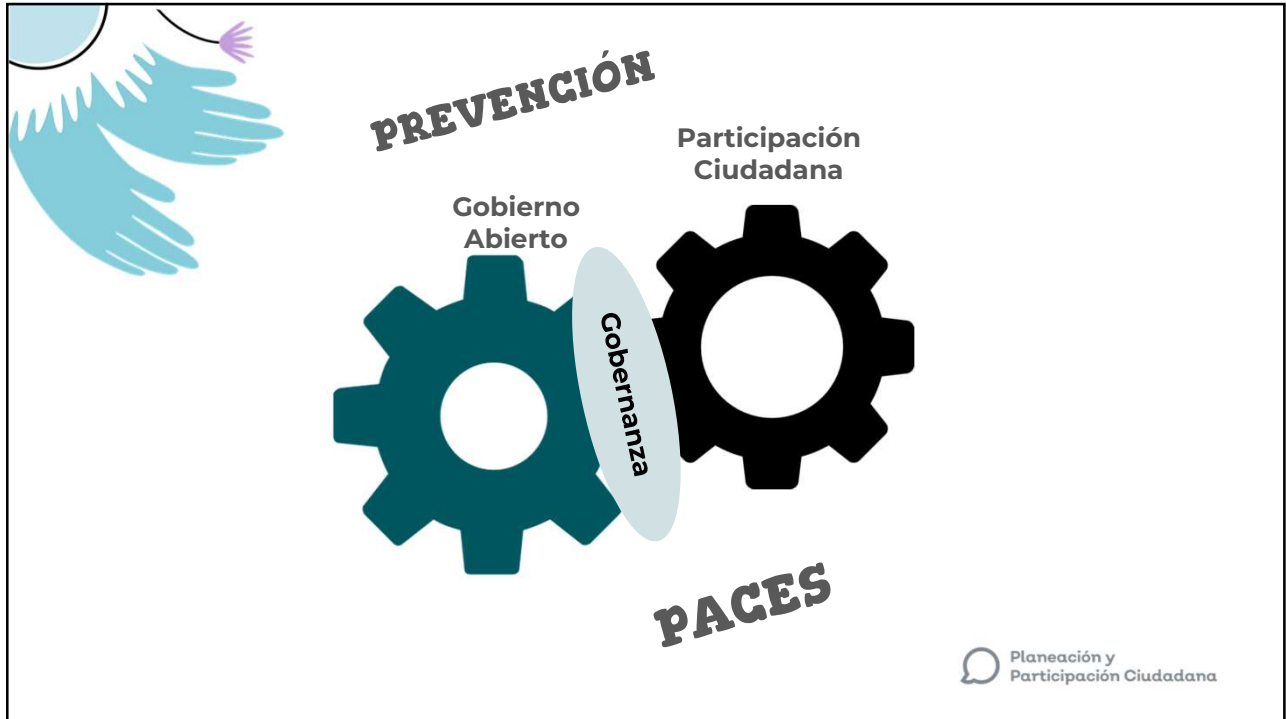 PREVENCIÓN
Participación
Ciudadana
Gobierno
Abierto
Gobernanza
PACES
Planeación y
Participación Ciudadana